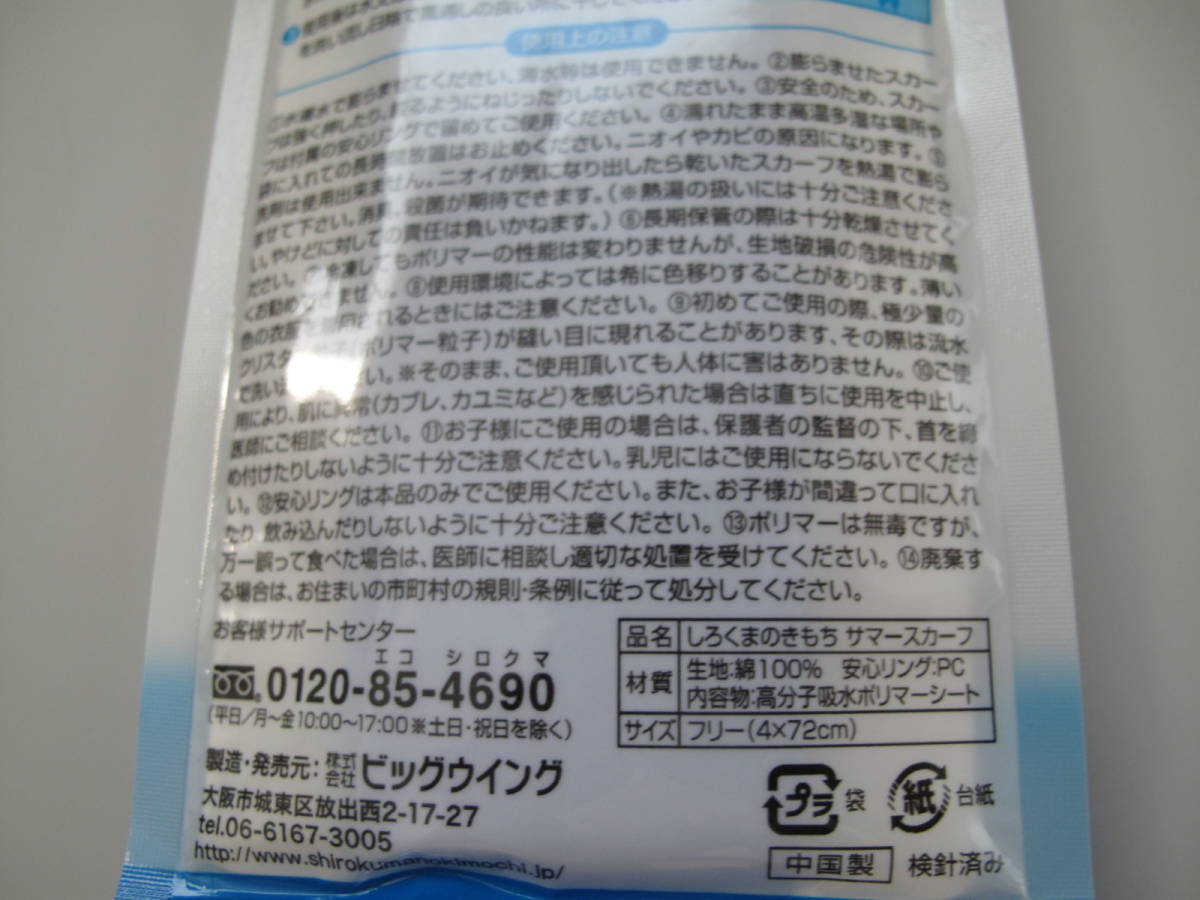 使用上の注意
水で膨らませてください、海水等は使用できません。②膨らませたスカー
フは強く押したり、するようにねじったりしないでください。③安全のため、スカー
フは付属の安心リングで留めてご使用ください。④濡れたまま高温多湿な場所や
袋に入れての長時間放置はお止めください。ニオイやカビの原因になります。⑤
洗剤は使用出来ません。ニオイが気になり出したら乾いたスカーフを熱湯で膨ら
ませて下さい。消臭、殺菌が期待できます。(※熱湯の扱いには十分ご注意くださ
い、やけどに対しての責任は負いかねます。)⑥長期保管の際は十分乾燥させてく
ださい。⑦冷凍してもポリマーの性能は変わりませんが、生地破損の危険性が高
くお勧めできません。⑧使用環境によっては希に色移りすることがあります。薄い
色の衣服を着用されるときにはご注意ください。⑨初めてご使用の際、極少量の
クリスタル粒子(ポリマー粒子)が縫い目に現れることがあります、その際は流水
で洗いください。※そのまま、ご使用頂いても人体に害はありません。⑩ご使
用により、肌に異常(カブレ、カユミなど)を感じられた場合は直ちに使用を中止し、
医師にご相談ください。⑪お子様にご使用の場合は、保護者の監督の下、首を締
め付けたりしないように十分ご注意ください。乳児にはご使用にならないでくださ
い。⑫安心リングは本品のみでご使用ください。また、お子様が間違って口に入れ
たり、飲み込んだりしないように十分ご注意ください。⑬ポリマーは無毒ですが、
万一誤って食べた場合は、医師に相談し適切な処置を受けてください。⑭廃棄す
る場合は、お住まいの市町村の規則・条例に従って処分してください。
お客様サポートセンター
エコ シロクマ
0120-85-4690
(平日/月～金10:00～17:00※土日・祝日を除く)
製造・発売元:株式会社ビッグウイング
大阪市城東区放出西2-17-27
tel.06-6167-3005
http://www.shirokumanokimochi.jp/
品名 しろくまのきもち サマースカーフ
材質 生地:綿100% 安心リング:PC
内容物:高分子吸水ポリマーシート
サイズ フリー(4×72cm)
プラ 袋 紙 台紙
中国製 検針済み